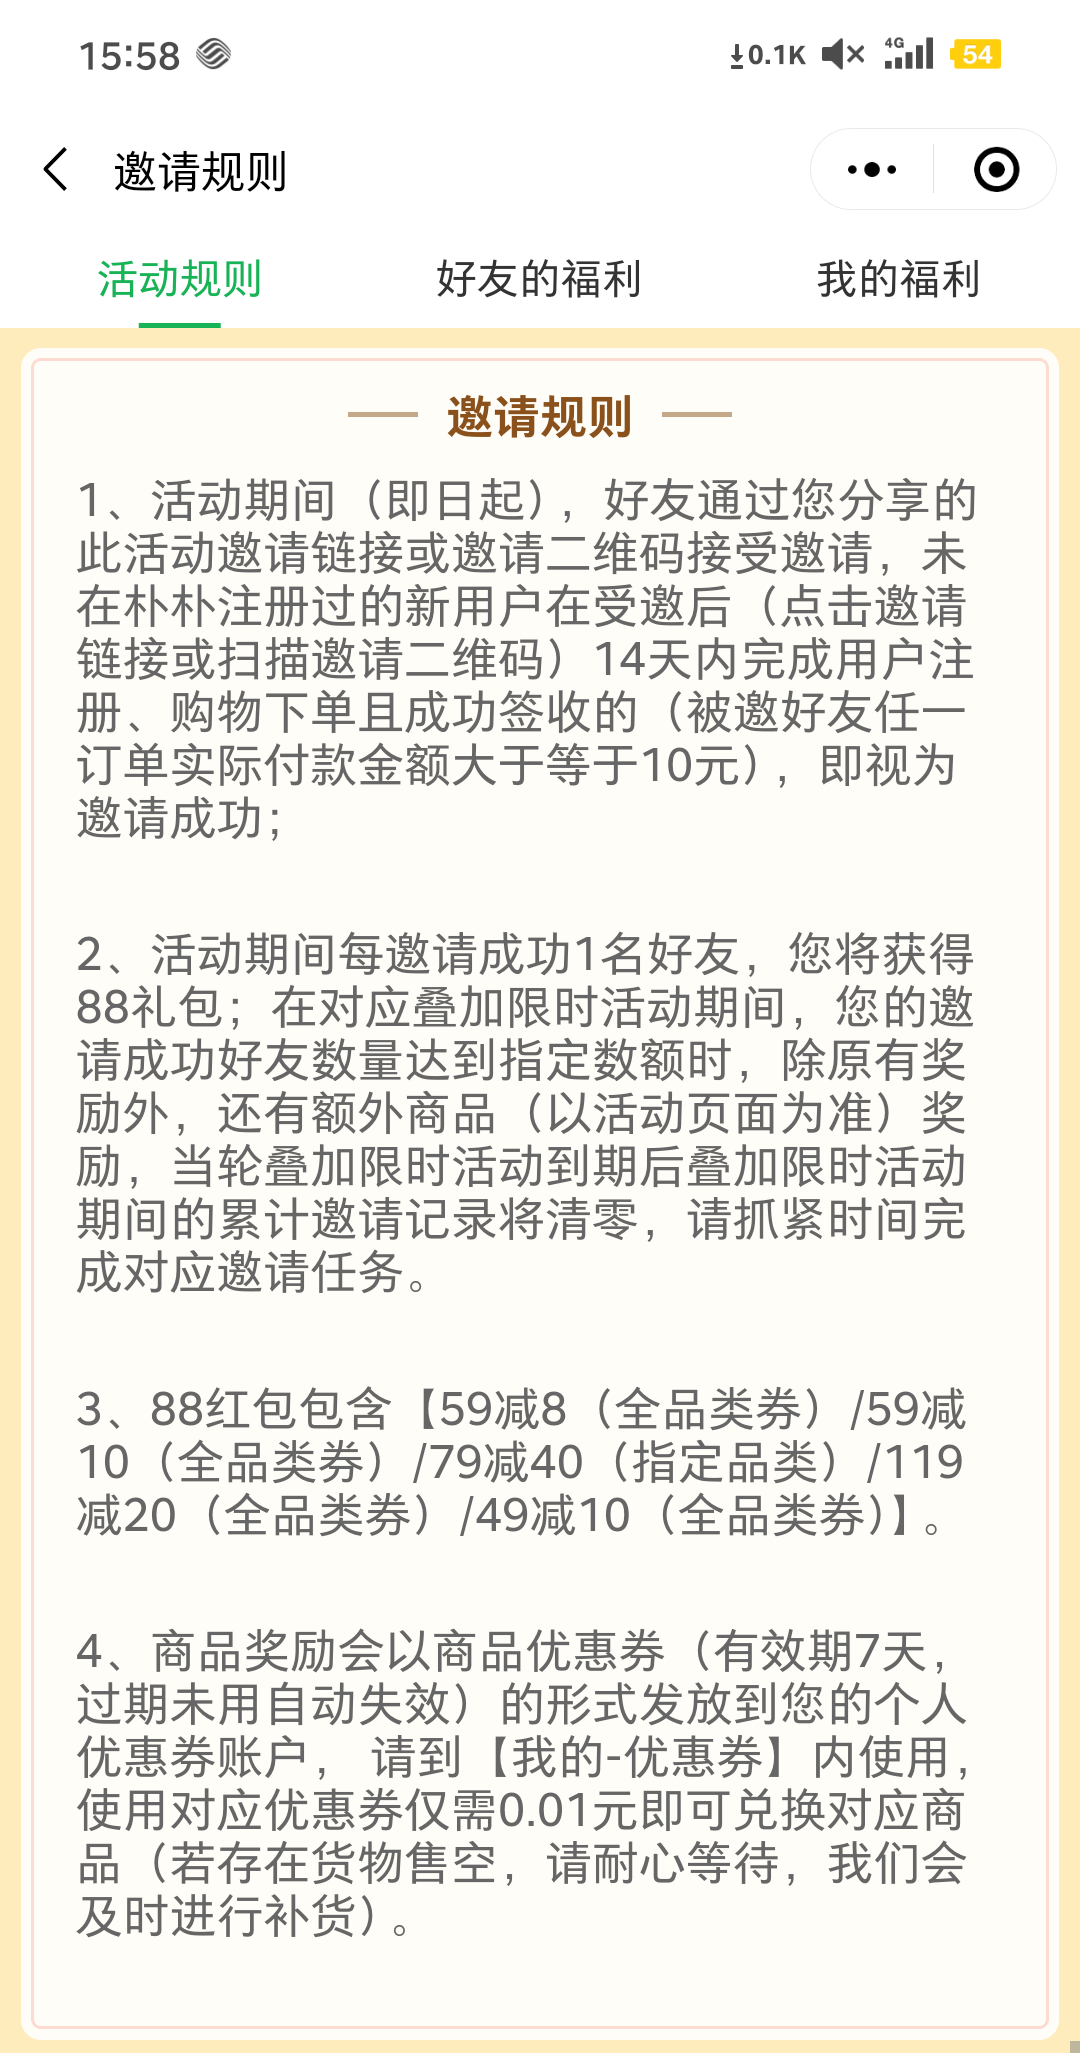 15:58
0.1K
4G
54
邀请规则
活动规则
好友的福利
我的福利
邀请规则
1、活动期间（即日起），好友通过您分享的
此活动邀请链接或邀请二维码接受邀请，未
在朴朴注册过的新用户在受邀后（点击邀请
链接或扫描邀请二维码）14天内完成用户注
册、购物下单且成功签收的（被邀好友任一
订单实际付款金额大于等于10元），即视为
邀请成功；
2、活动期间每邀请成功1名好友，您将获得
88礼包；在对应叠加限时活动期间，您的邀
请成功好友数量达到指定数额时，除原有奖
励外，还有额外商品（以活动页面为准）奖
励，当轮叠加限时活动到期后叠加限时活动
期间的累计邀请记录将清零，请抓紧时间完
成对应邀请任务。
3、88红包包含【59减8（全品类券）/59减
10（全品类券）/79减40（指定品类）/119
减20（全品类券）/49减10（全品类券）】。
4、商品奖励会以商品优惠券（有效期7天，
过期未用自动失效）的形式发放到您的个人
优惠券账户， 请到【我的-优惠券】内使用，
使用对应优惠券仅需0.01元即可兑换对应商
品（若存在货物售空，请耐心等待，我们会
及时进行补货）。